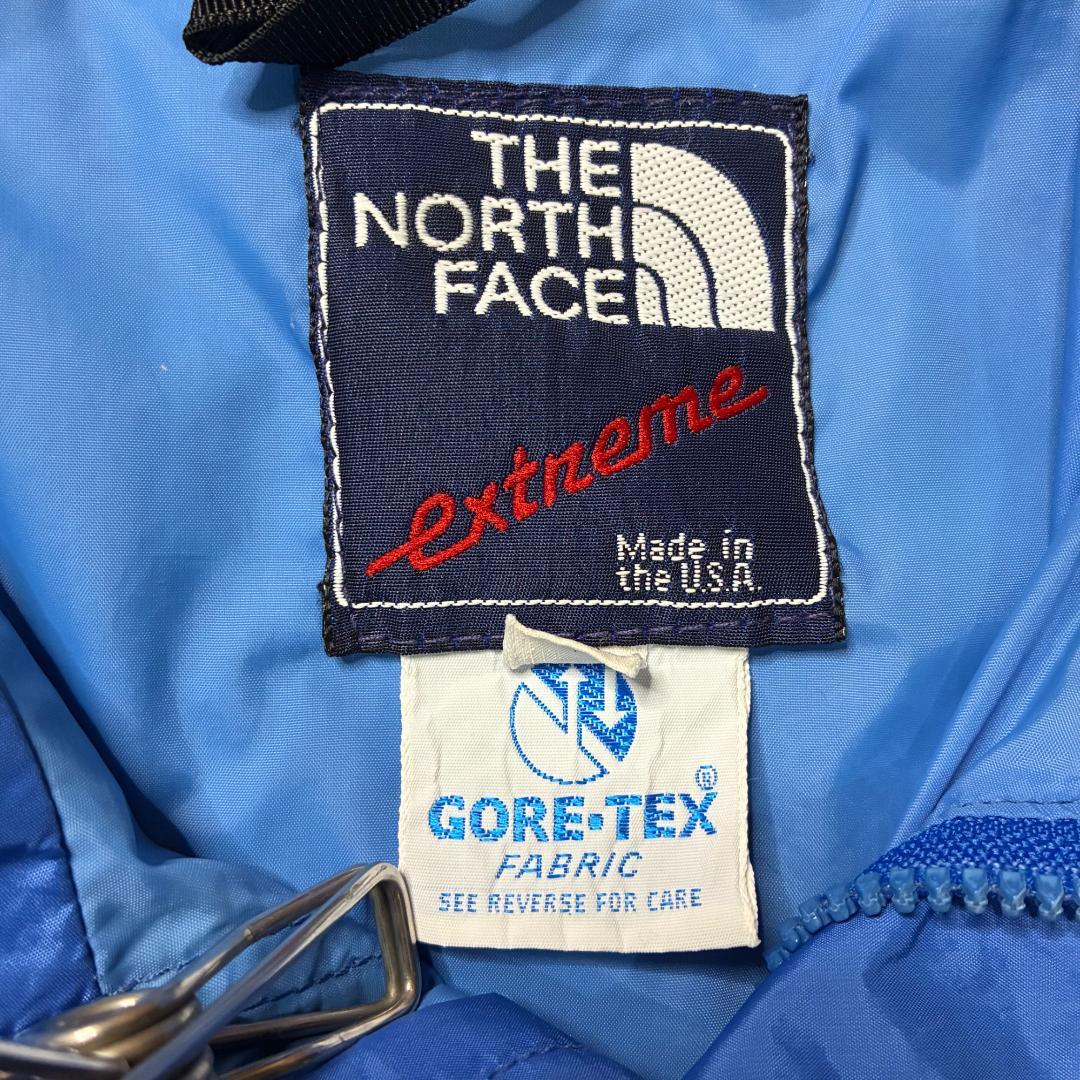 THE
NORTH
FACE
extreme
Made in
the U.S.A.
GORE-TEX®
FABRIC
SEE REVERSE FOR CARE